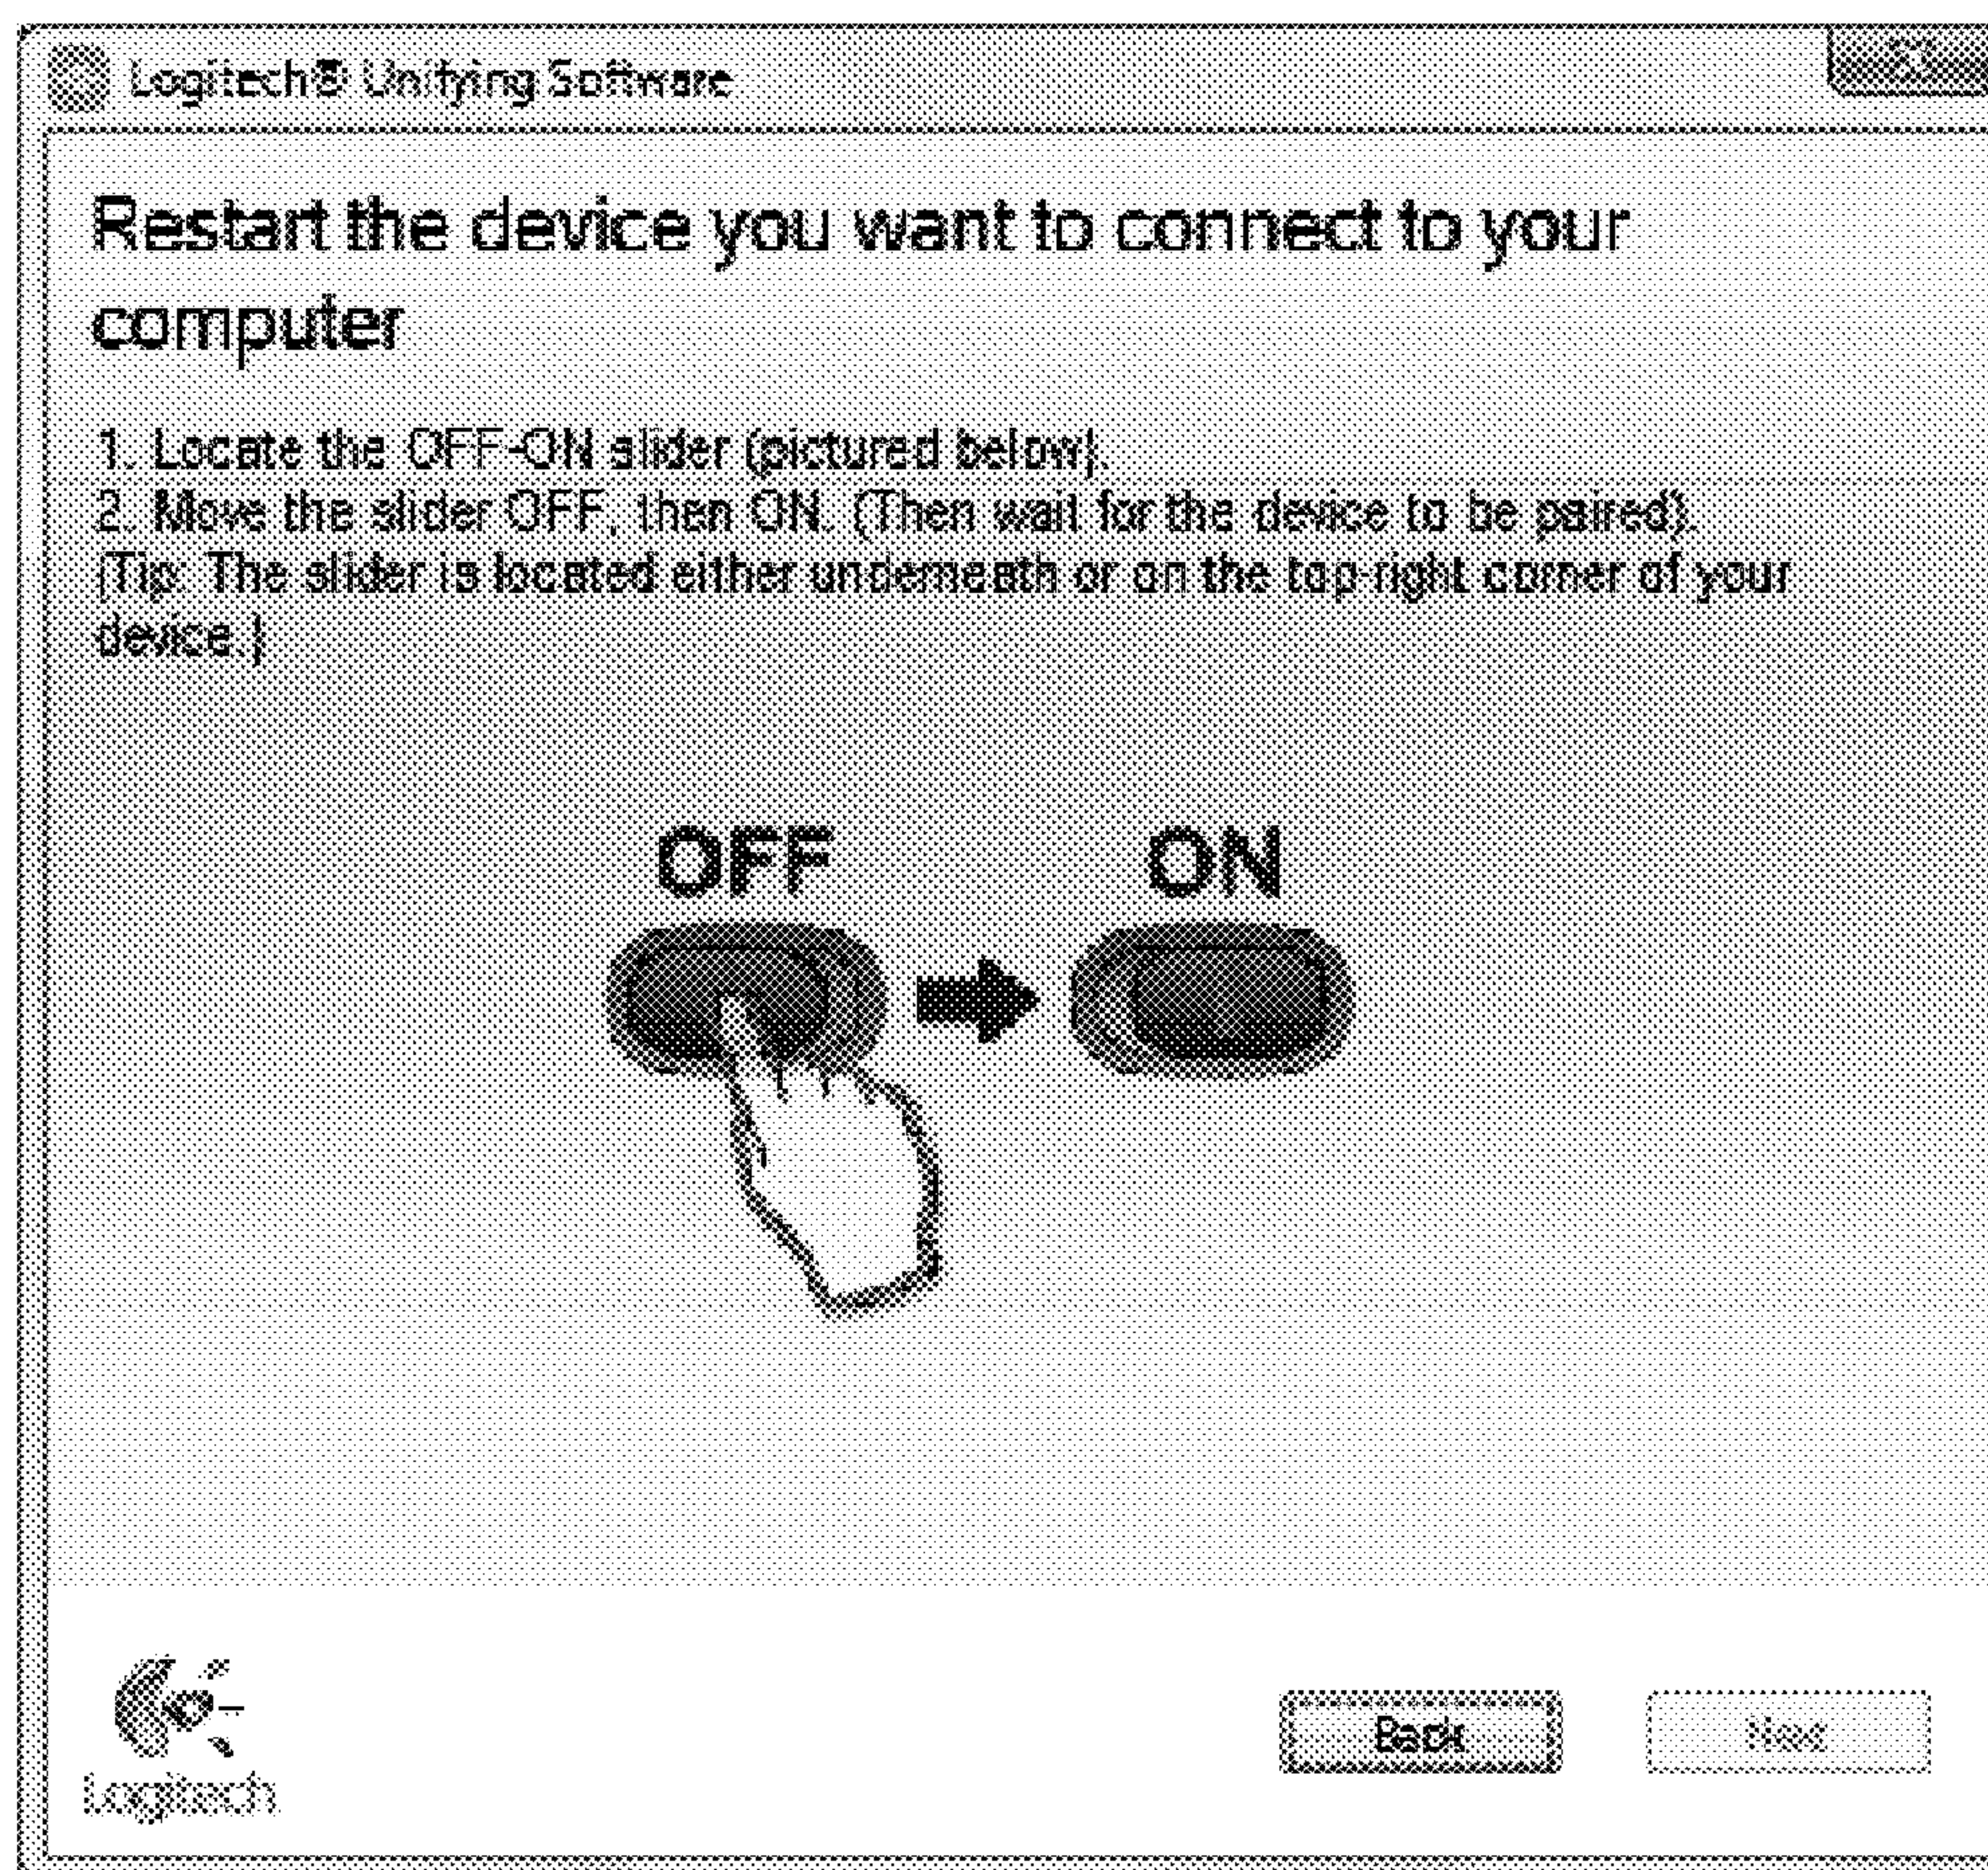 Logitech® Unifying Software
Restart the device you want to connect to your
computer
1. Locate the OFF-ON slider (pictured below).
2. Move the slider OFF, then ON. (Then wait for the device to be paired).
(Tip: The slider is located either underneath or on the top-right corner of your
device.)
OFF ON
Logitech
Back Next